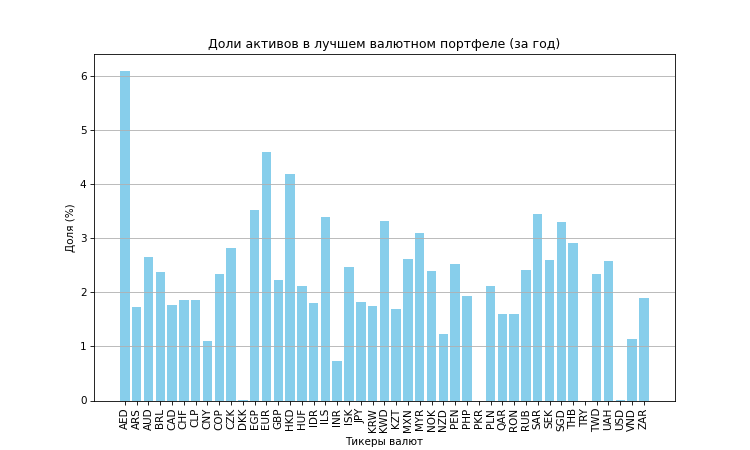 Доли активов в лучшем валютном портфеле (за год)
6
5
4
3
2
1
0
Доля (%)
AED ARS AUD BRL CAD CHF CLP CNY COP CZK DKK EGP EUR GBP HKD HUF IDR ILS INR ISK JPY KRW KWD KZT MXN MYR NOK NZD PEN PHP PKR PLN QAR RON RUB SAR SEK SGD THB TRY TWD UAH USD VND ZAR
Тикеры валют